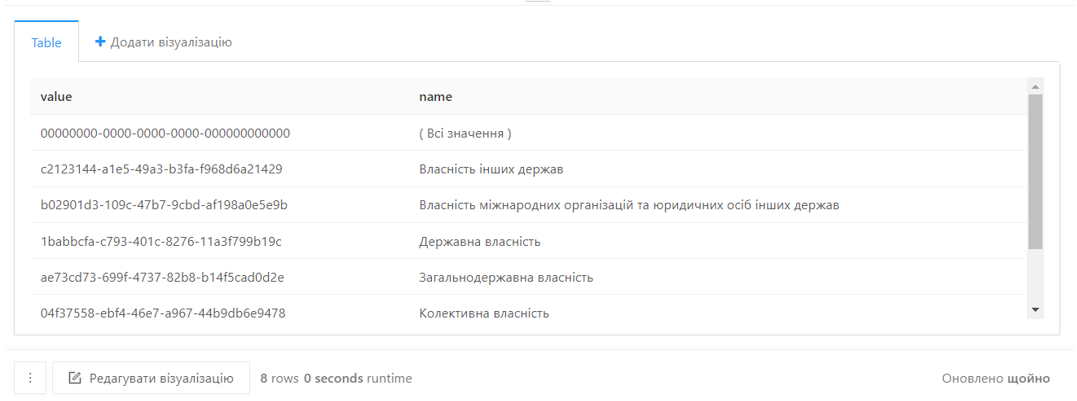 Table + Додати візуалізацію
value name
00000000-0000-0000-0000-000000000000 ( Всі значення )
c2123144-a1e5-49a3-b3fa-f968d6a21429 Власність інших держав
b02901d3-109c-47b7-9cbd-af198a0e5e9b Власність міжнародних організацій та юридичних осіб інших держав
1babbcfa-c793-401c-8276-11a3f799b19c Державна власність
ae73cd73-699f-4737-82b8-b14f5cad0d2e Загальнодержавна власність
04f37558-ebf4-46e7-a967-44b9db6e9478 Колективна власність
Редагувати візуалізацію 8 rows 0 seconds runtime Оновлено щойно